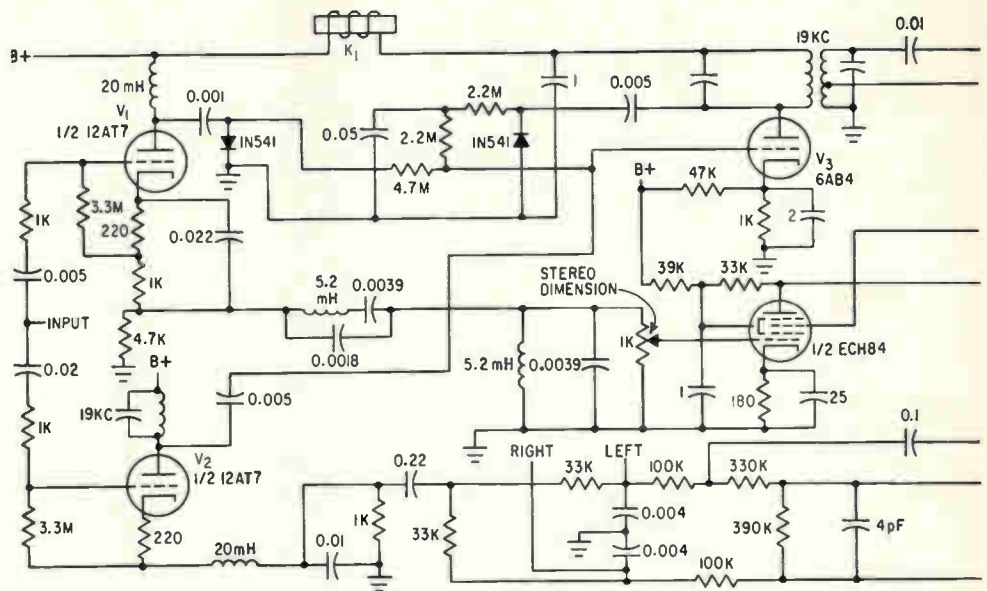 K1
19KC
0.01
B+
20 mH
V1
1/2 12AT7
0.001
1N541
0.05
2.2M
2.2M
1N541
4.7M
1
0.005
V3
6AB4
B+
47K
1K
2
1K
3.3M
220
0.022
0.005
1K
INPUT
4.7K
5.2
mH
0.0039
0.0018
STEREO
DIMENSION
39K
33K
1K
5.2mH
0.0039
1/2 ECH84
1
180
25
0.02
B+
19KC
0.005
1K
V2
1/2 12AT7
3.3M
220
20mH
0.01
1K
0.22
33K
33K
RIGHT
LEFT
0.004
0.004
100K
330K
0.1
390K
4pF
100K